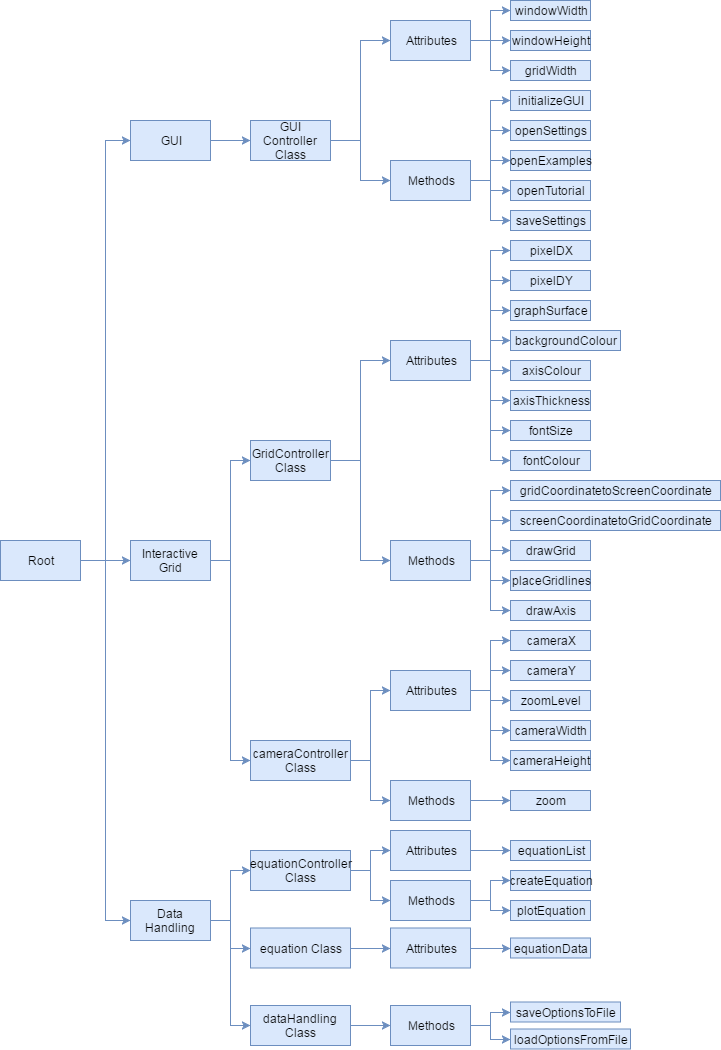 windowWidth
Attributes
windowHeight
gridWidth
initializeGUI
GUI
GUI
Controller
Class
openSettings
openExamples
Methods
openTutorial
saveSettings
pixelDX
pixelDY
graphSurface
backgroundColour
Attributes
axisColour
axisThickness
fontSize
GridController
Class
fontColour
gridCoordinatetoScreenCoordinate
screenCoordinatetoGridCoordinate
Root
Interactive
Grid
Methods
drawGrid
placeGridlines
drawAxis
cameraX
cameraY
Attributes
zoomLevel
cameraWidth
cameraController
Class
cameraHeight
Methods
zoom
Attributes
equationList
equationController
Class
createEquation
Methods
plotEquation
Data
Handling
equation Class
Attributes
equationData
dataHandling
Class
Methods
saveOptionsToFile
loadOptionsFromFile